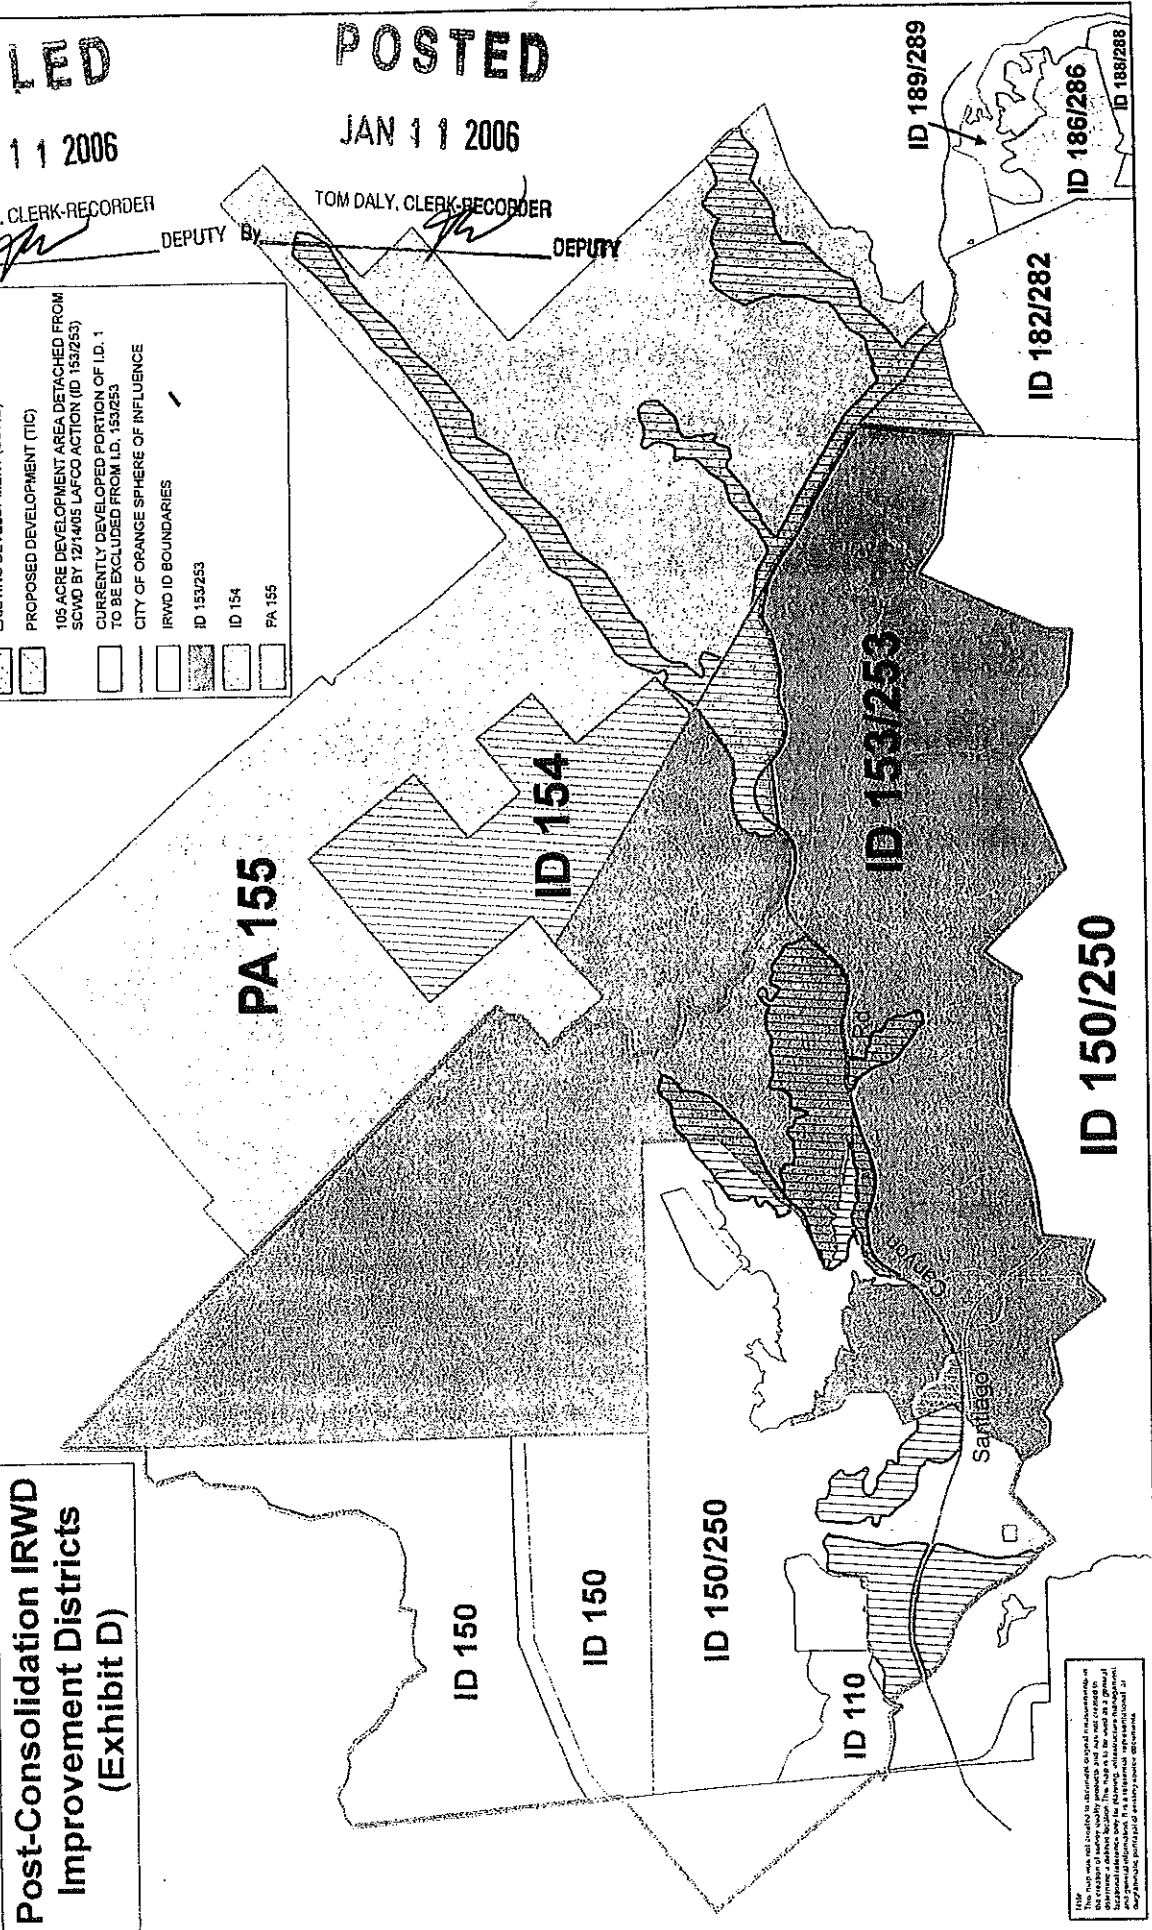 Post-Consolidation IRWD
Improvement Districts
(Exhibit D)
LED
1 1 2006
CLERK-RECORDER
DEPUTY
POSTED
JAN 1 1 2006
TOM DALY, CLERK-RECORDER
By
DEPUTY
PROPOSED DEVELOPMENT (TIC)
105 ACRE DEVELOPMENT AREA DETACHED FROM
SCWD BY 12/14/05 LAFCO ACTION (ID 153/253)
CURRENTLY DEVELOPED PORTION OF I.D. 1
TO BE EXCLUDED FROM I.D. 153/253
CITY OF ORANGE SPHERE OF INFLUENCE
IRWD ID BOUNDARIES
ID 153/253
ID 154
PA 155
PA 155
ID 154
ID 153/253
ID 150
ID 150
ID 150/250
ID 110
ID 150/250
Santiago
Canyon
Rd
ID 182/282
ID 189/289
ID 186/286
ID 188/288